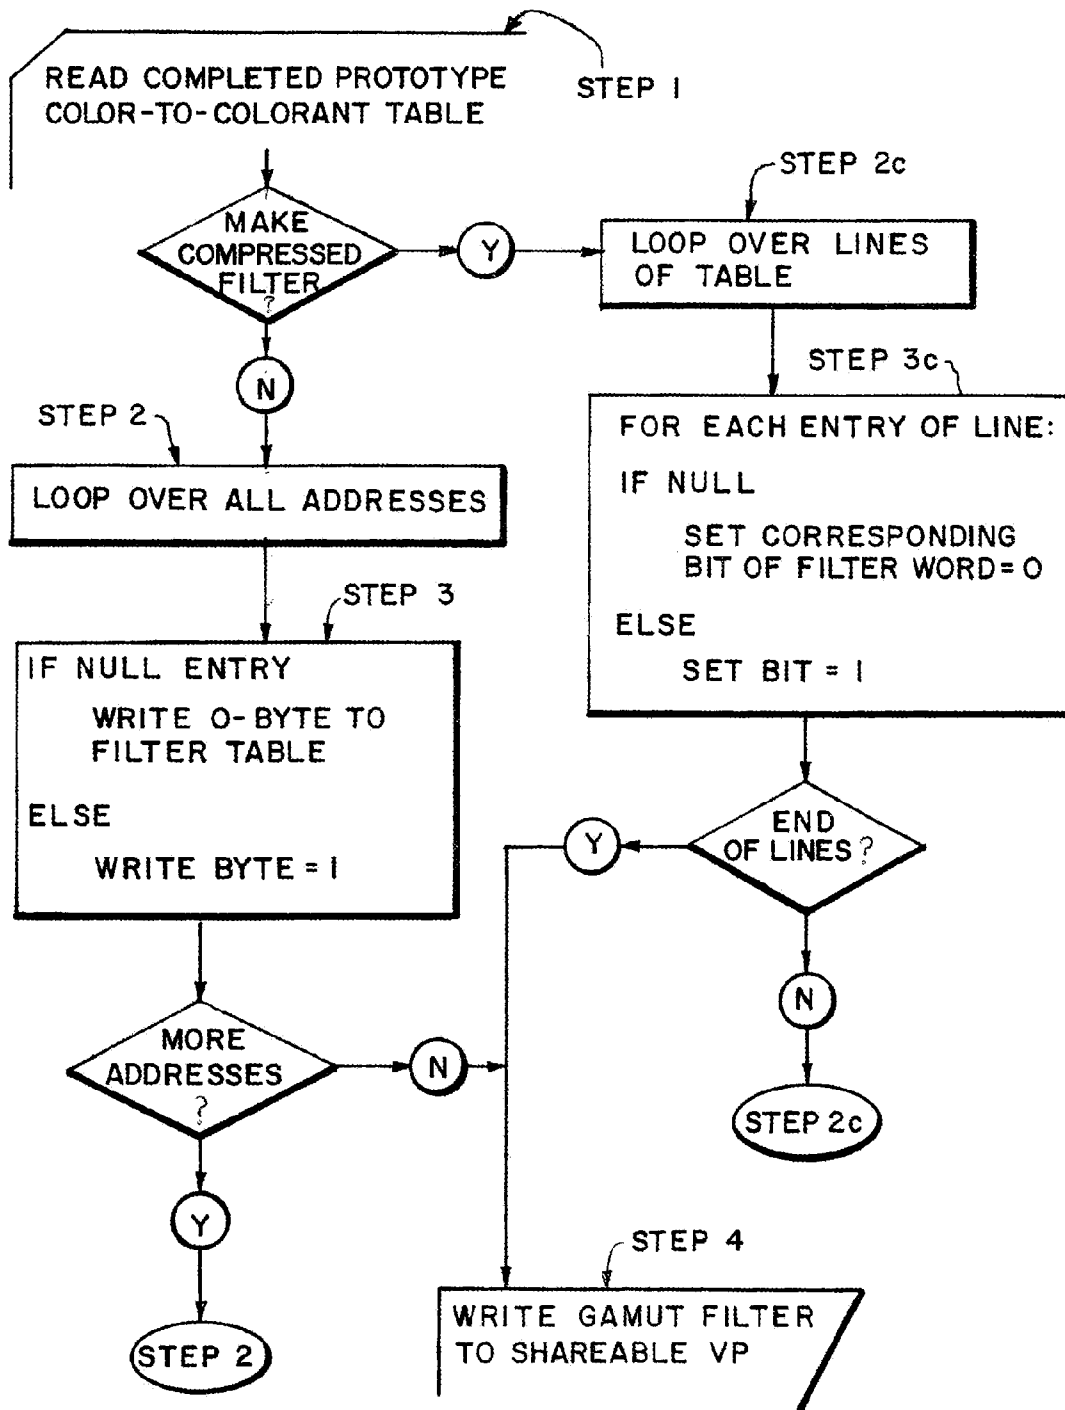 STEP 1
READ COMPLETED PROTOTYPE
COLOR-TO-COLORANT TABLE
MAKE
COMPRESSED
FILTER
?
Y
N
STEP 2c
LOOP OVER LINES
OF TABLE
STEP 3c
FOR EACH ENTRY OF LINE:
IF NULL
SET CORRESPONDING
BIT OF FILTER WORD=0
ELSE
SET BIT = 1
STEP 2
LOOP OVER ALL ADDRESSES
STEP 3
IF NULL ENTRY
WRITE 0-BYTE TO
FILTER TABLE
ELSE
WRITE BYTE = 1
END
OF LINES?
Y
N
STEP 2c
MORE
ADDRESSES
?
N
Y
STEP 2
STEP 4
WRITE GAMUT FILTER
TO SHAREABLE VP